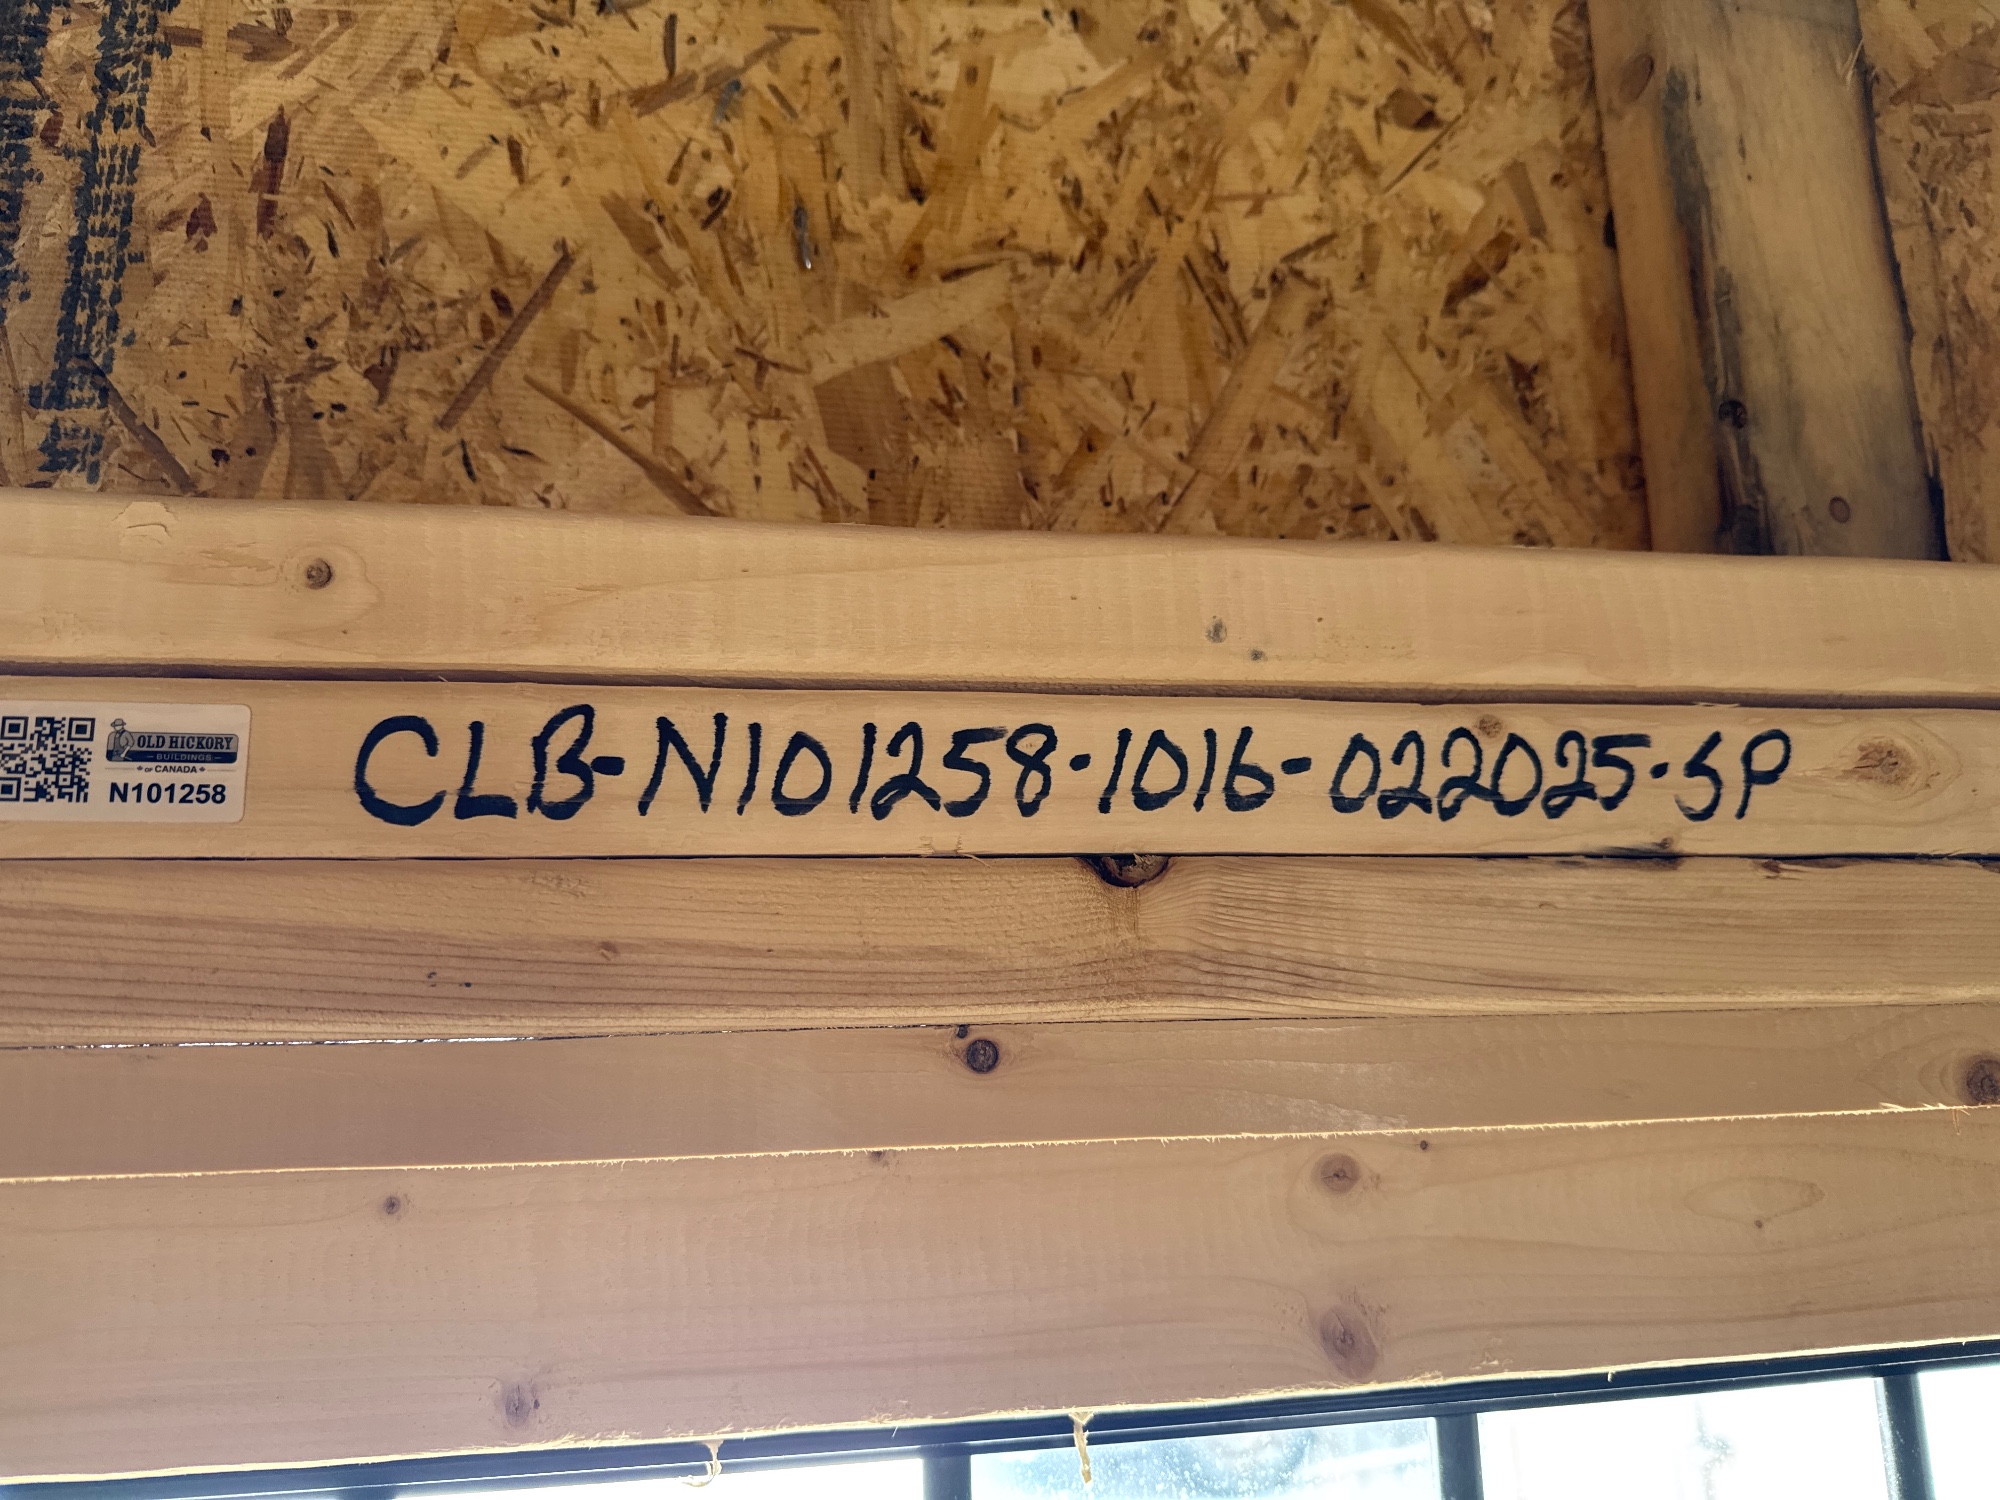 OLD HICKORY
BUILDINGS
OF CANADA
N101258
CLB-N101258-1016-022025-SP